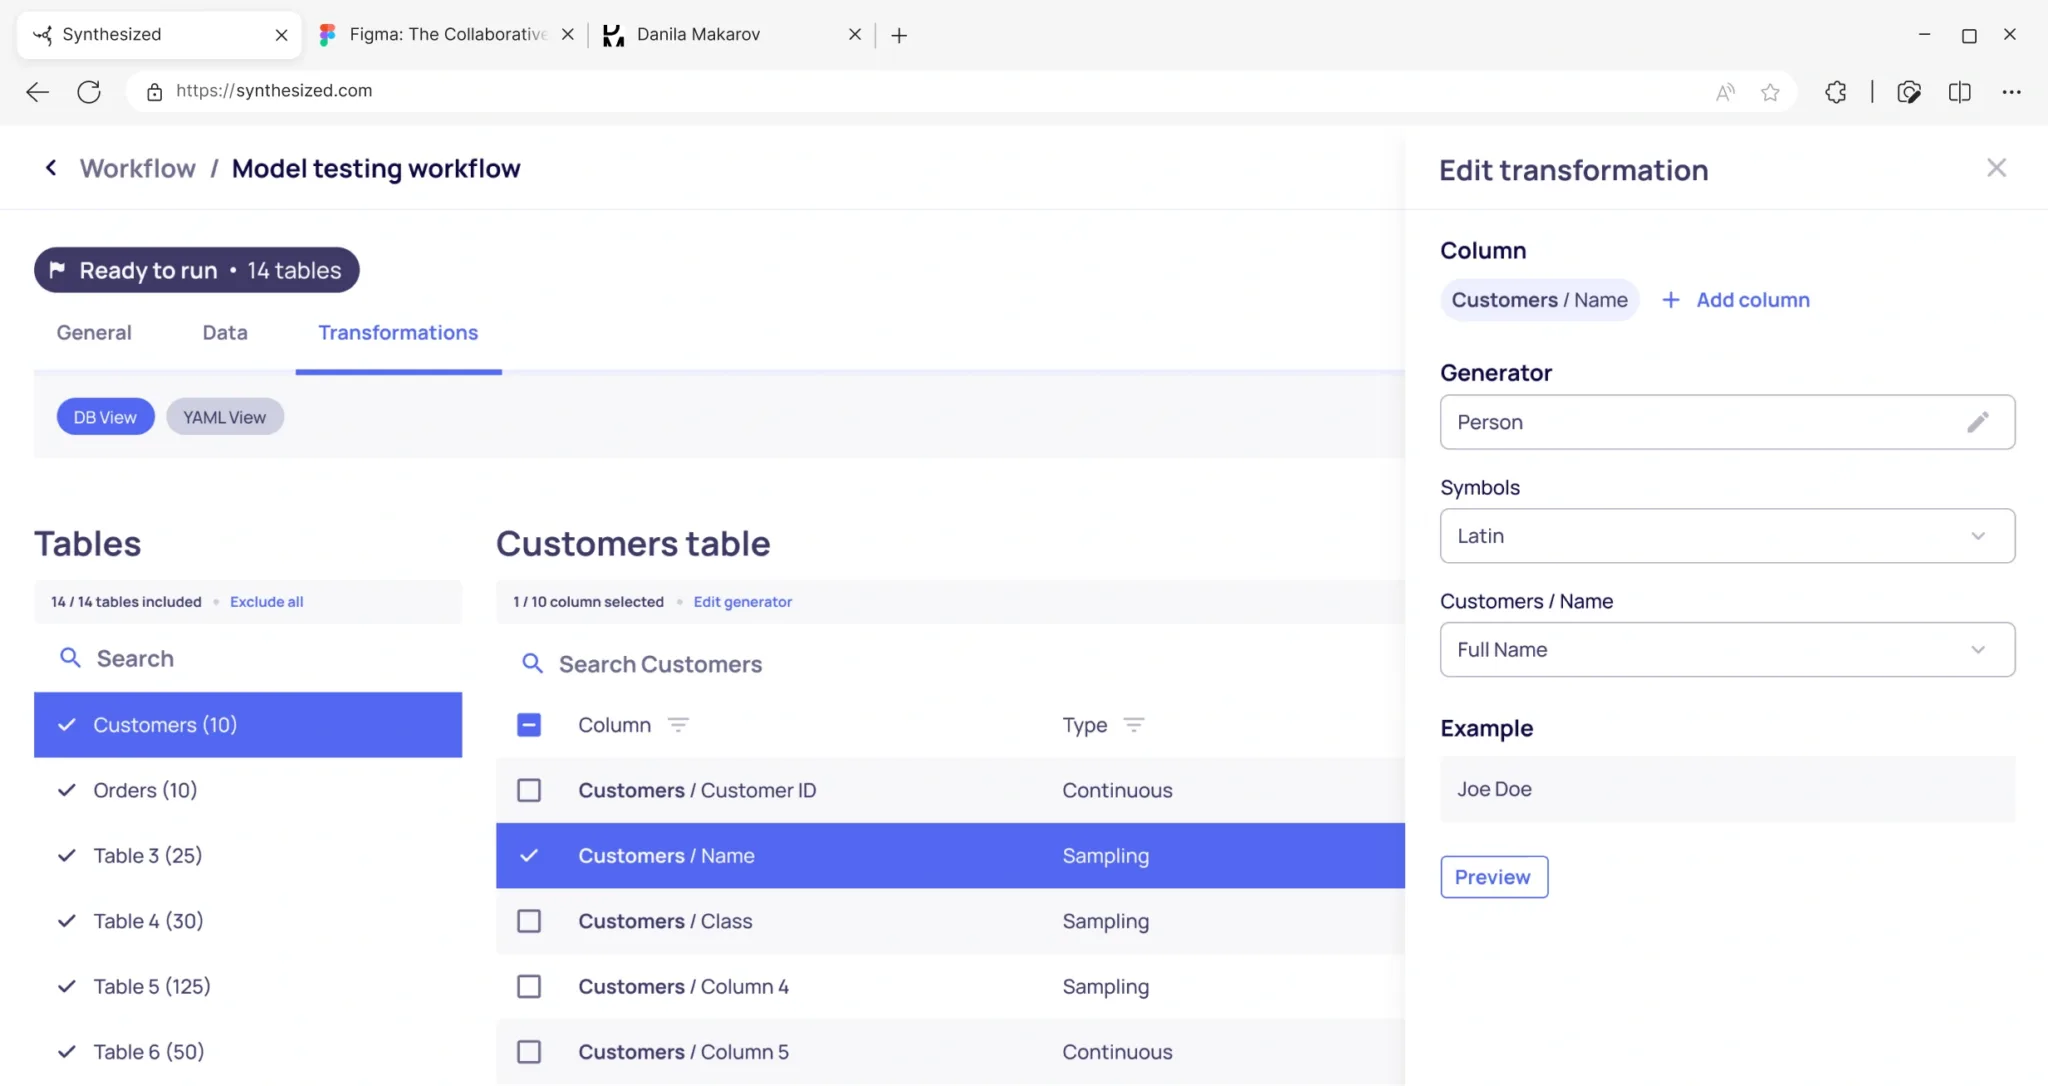 Synthesized
Figma: The Collaborative
Danila Makarov
https://synthesized.com
Workflow / Model testing workflow
Ready to run • 14 tables
General
Data
Transformations
DB View
YAML View
Tables
14 / 14 tables included • Exclude all
Search
Customers (10)
Orders (10)
Table 3 (25)
Table 4 (30)
Table 5 (125)
Table 6 (50)
Customers table
1 / 10 column selected • Edit generator
Search Customers
Column Type
Customers / Customer ID Continuous
Customers / Name Sampling
Customers / Class Sampling
Customers / Column 4 Sampling
Customers / Column 5 Continuous
Edit transformation
Column
Customers / Name + Add column
Generator
Person
Symbols
Latin
Customers / Name
Full Name
Example
Joe Doe
Preview